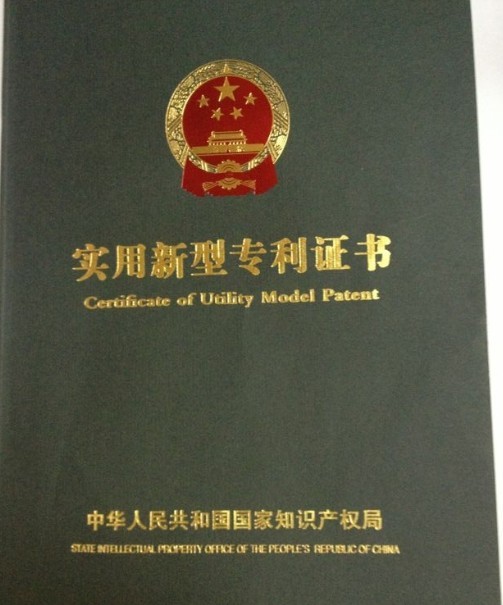 实用新型专利证书
Certificate of Utility Model Patent
中华人民共和国国家知识产权局
STATE INTELLECTUAL PROPERTY OFFICE OF THE PEOPLE'S REPUBLIC OF CHINA